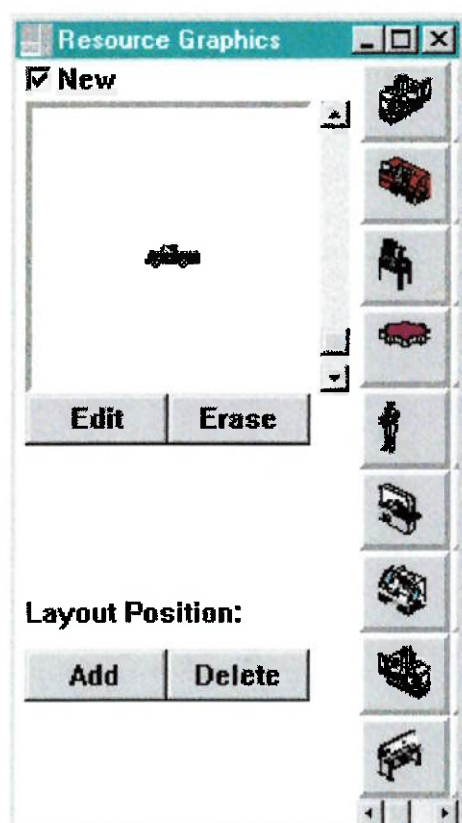 Resource Graphics
New
Edit Erase
Layout Position:
Add Delete